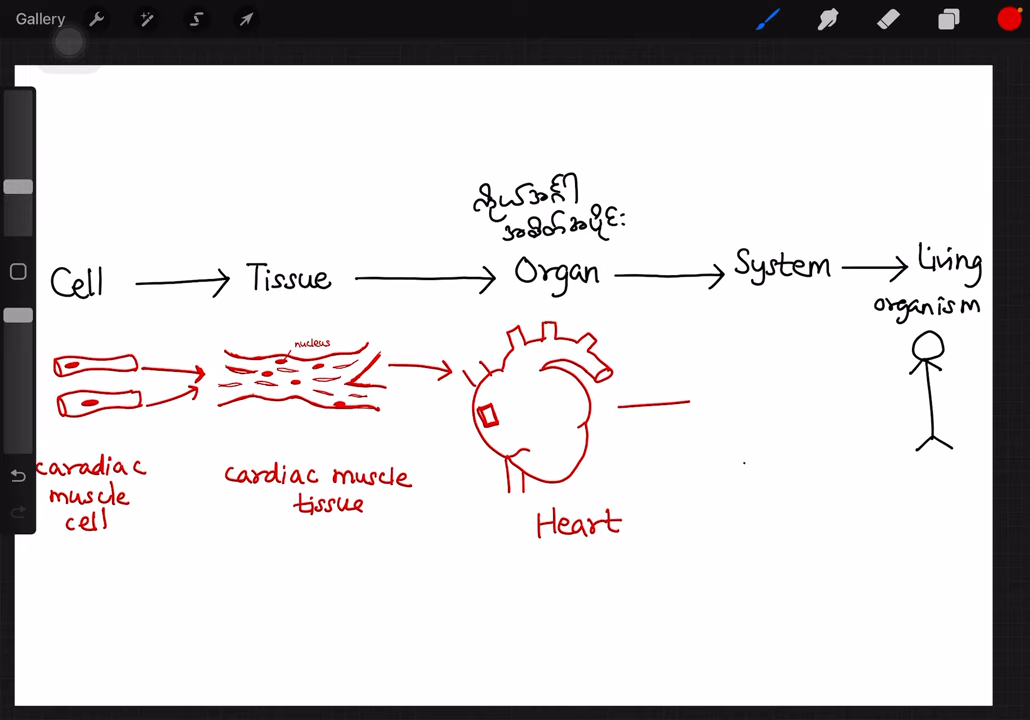 Gallery
ကိုယ်အင်္ဂါ
အစိတ်အပိုင်း
Cell → Tissue → Organ → System → Living
organism
nucleus
caradiac
muscle
cell
cardiac muscle
tissue
Heart